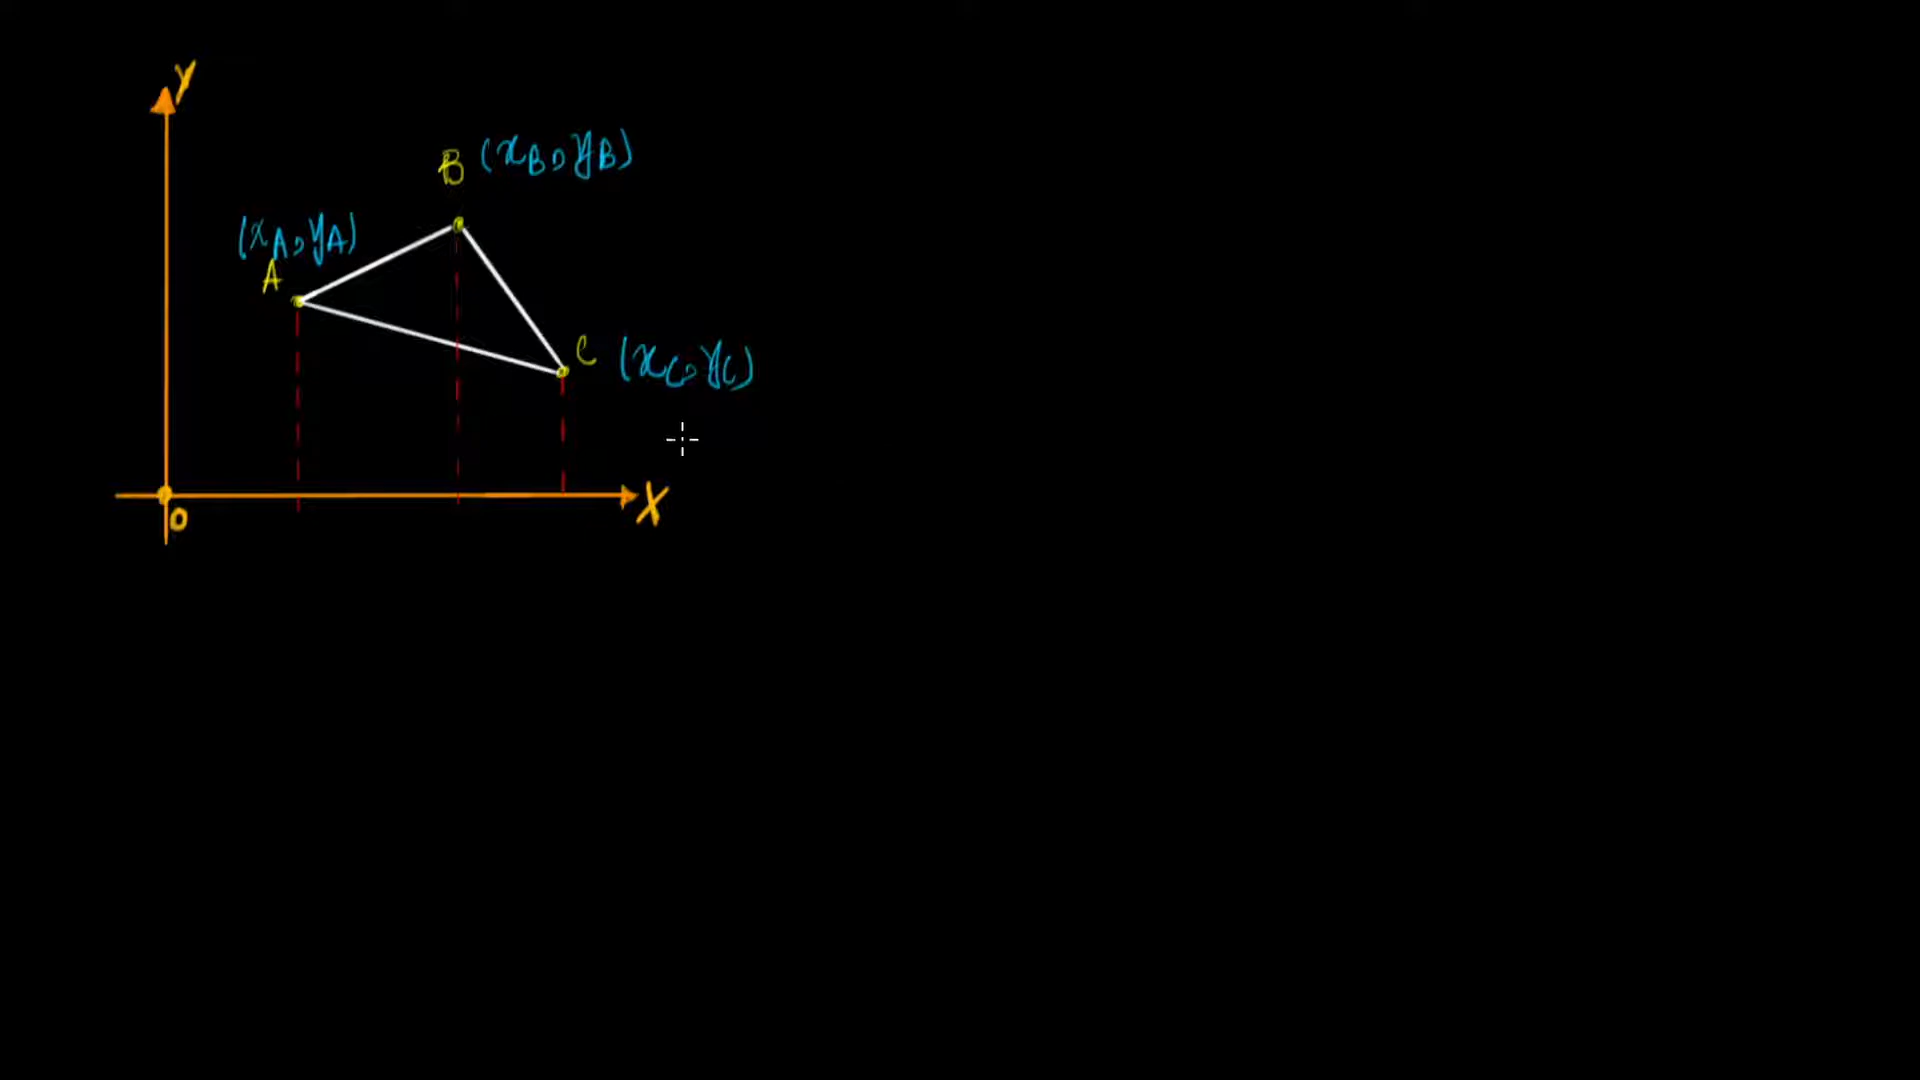 Y
B (xB, yB)
(xA, yA)
A
C (xC, yC)
X
O